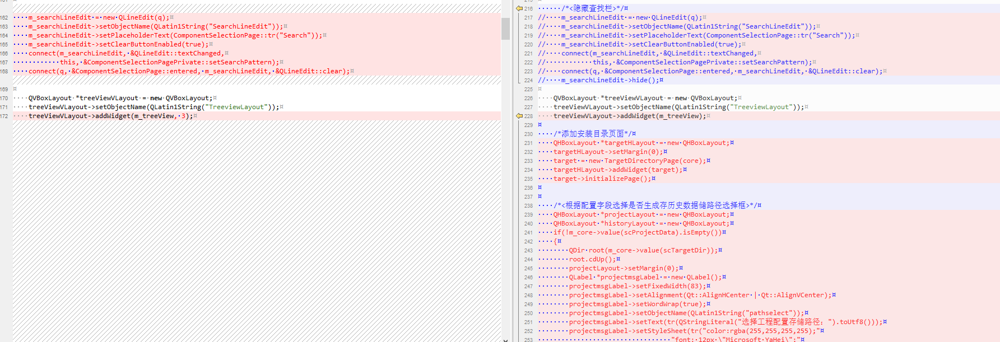 162 m_searchLineEdit = new QLineEdit(q);
163 m_searchLineEdit->setObjectName(QLatin1String("SearchLineEdit"));
164 m_searchLineEdit->setPlaceholderText(ComponentSelectionPage::tr("Search"));
165 m_searchLineEdit->setClearButtonEnabled(true);
166 connect(m_searchLineEdit, &QLineEdit::textChanged,
167 this, &ComponentSelectionPagePrivate::setSearchPattern);
168 connect(q, &ComponentSelectionPage::entered, m_searchLineEdit, &QLineEdit::clear);
169
170 QVBoxLayout *treeViewVLayout = new QVBoxLayout;
171 treeViewVLayout->setObjectName(QLatin1String("TreeviewLayout"));
172 treeViewVLayout->addWidget(m_treeView, 3);
216 /*<隐藏查找栏>*/
217 // m_searchLineEdit = new QLineEdit(q);
218 // m_searchLineEdit->setObjectName(QLatin1String("SearchLineEdit"));
219 // m_searchLineEdit->setPlaceholderText(ComponentSelectionPage::tr("Search"));
220 // m_searchLineEdit->setClearButtonEnabled(true);
221 // connect(m_searchLineEdit, &QLineEdit::textChanged,
222 // this, &ComponentSelectionPagePrivate::setSearchPattern);
223 // connect(q, &ComponentSelectionPage::entered, m_searchLineEdit, &QLineEdit::clear);
224 // m_searchLineEdit->hide();
225
226 QVBoxLayout *treeViewVLayout = new QVBoxLayout;
227 treeViewVLayout->setObjectName(QLatin1String("TreeviewLayout"));
228 treeViewVLayout->addWidget(m_treeView);
229
230 /*添加安装目录页面*/
231 QHBoxLayout *targetHLayout = new QHBoxLayout;
232 targetHLayout->setMargin(0);
233 target = new TargetDirectoryPage(core);
234 targetHLayout->addWidget(target);
235 target->initializePage();
236
237
238 /*<根据配置字段选择是否生成存历史数据储路径选择框>*/
239 QHBoxLayout *projectLayout = new QHBoxLayout;
240 QHBoxLayout *historyLayout = new QHBoxLayout;
241 if(!m_core->value(scProjectData).isEmpty())
242 {
243 QDir root(m_core->value(scTargetDir));
244 root.cdUp();
245 projectLayout->setMargin(0);
246 QLabel *projectmsgLabel = new QLabel();
247 projectmsgLabel->setFixedWidth(83);
248 projectmsgLabel->setAlignment(Qt::AlignHCenter | Qt::AlignVCenter);
249 projectmsgLabel->setWordWrap(true);
250 projectmsgLabel->setObjectName(QLatin1String("pathselect"));
251 projectmsgLabel->setText(tr(QStringLiteral("选择工程配置存储路径: ").toUtf8()));
252 projectmsgLabel->setStyleSheet(tr("color:rgba(255,255,255,255);"
253 "font: 12px \"Microsoft YaHei\";"